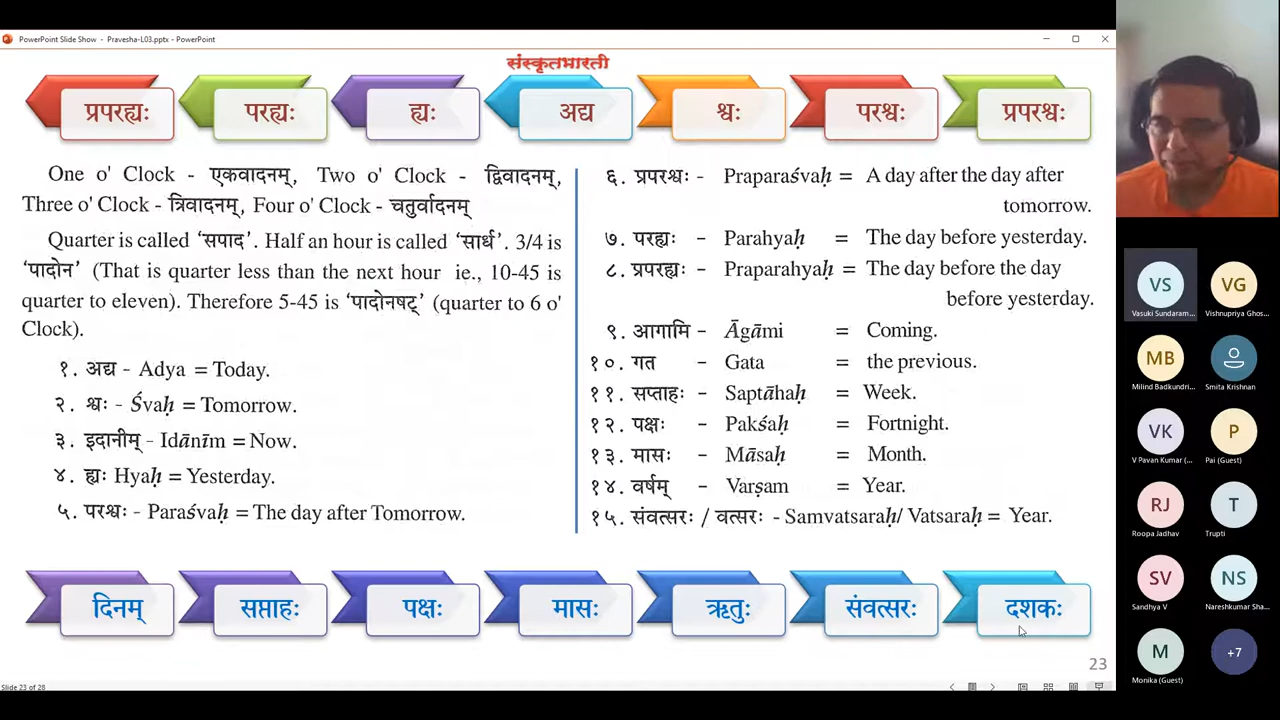 PowerPoint Slide Show - Pravesha-L03.pptx - PowerPoint
संस्कृतभारती
प्रपरह्यः परह्यः ह्यः अद्य श्वः परश्वः प्रपरश्वः
One o' Clock - एकवादनम्, Two o' Clock - द्विवादनम्,
Three o' Clock - त्रिवादनम्, Four o' Clock - चतुर्वादनम्
Quarter is called ‘सपाद’. Half an hour is called ‘सार्ध’. 3/4 is
‘पादोन’ (That is quarter less than the next hour ie., 10-45 is
quarter to eleven). Therefore 5-45 is ‘पादोनषट्’ (quarter to 6 o'
Clock).
१. अद्य - Adya = Today.
२. श्वः - Śvaḥ = Tomorrow.
३. इदानीम् - Idānīm = Now.
४. ह्यः Hyaḥ = Yesterday.
५. परश्वः - Paraśvaḥ = The day after Tomorrow.
६. प्रपरश्वः - Praparaśvaḥ = A day after the day after
tomorrow.
७. परह्यः - Parahyaḥ = The day before yesterday.
८. प्रपरह्यः - Praparahyaḥ = The day before the day
before yesterday.
९. आगामि - Āgāmi = Coming.
१०. गत - Gata = the previous.
११. सप्ताहः - Saptāhaḥ = Week.
१२. पक्षः - Pakśaḥ = Fortnight.
१३. मासः - Māsaḥ = Month.
१४. वर्षम् - Varṣam = Year.
१५. संवत्सरः / वत्सरः - Samvatsaraḥ/ Vatsaraḥ = Year.
दिनम् सप्ताहः पक्षः मासः ऋतुः संवत्सरः दशकः
23
Slide 23 of 28
VS VG
Vasuki Sundaram... Vishnupriya Ghos...
MB
Milind Badkundri... Smita Krishnan
VK P
V Pavan Kumar (... Pai (Guest)
RJ T
Roopa Jadhav Trupti
SV NS
Sandhya V Nareshkumar Sha...
M +7
Monika (Guest)